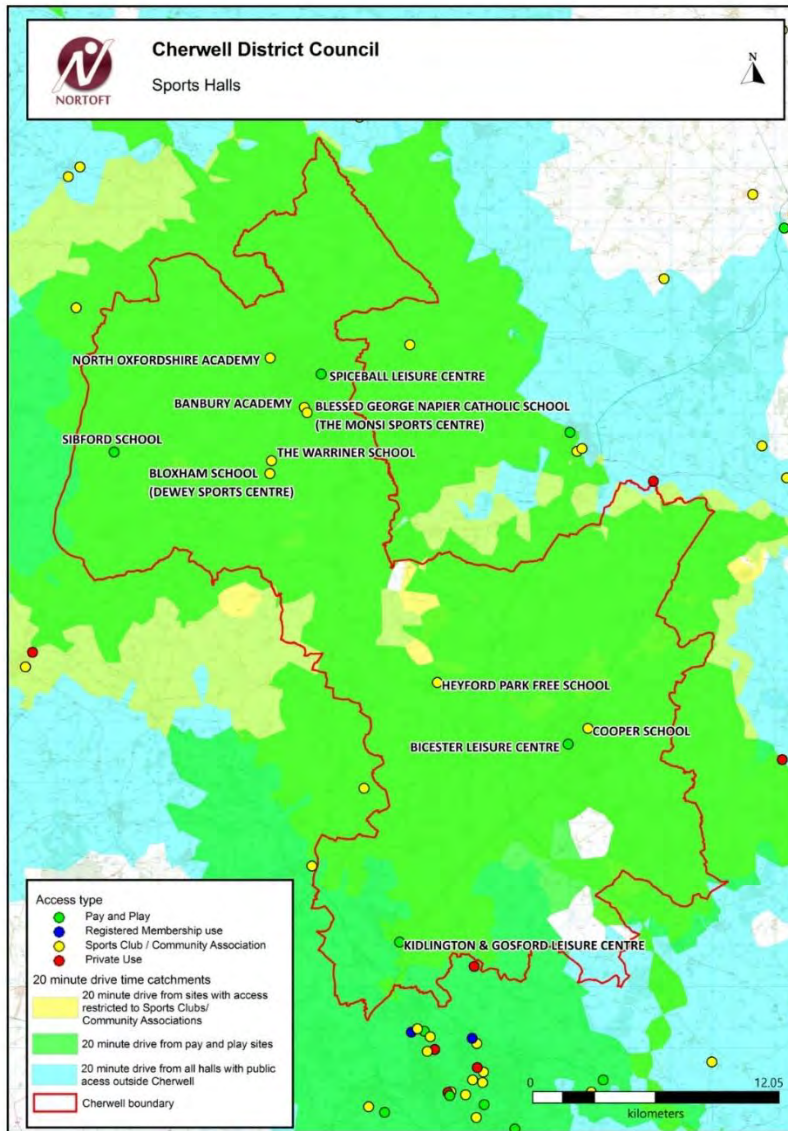 NORTOFT
Cherwell District Council
Sports Halls
N
NORTH OXFORDSHIRE ACADEMY
SPICEBALL LEISURE CENTRE
BANBURY ACADEMY
BLESSED GEORGE NAPIER CATHOLIC SCHOOL
(THE MONSI SPORTS CENTRE)
SIBFORD SCHOOL
THE WARRINER SCHOOL
BLOXHAM SCHOOL
(DEWEY SPORTS CENTRE)
HEYFORD PARK FREE SCHOOL
COOPER SCHOOL
BICESTER LEISURE CENTRE
KIDLINGTON & GOSFORD LEISURE CENTRE
Access type
Pay and Play
Registered Membership use
Sports Club / Community Association
Private Use
20 minute drive time catchments
20 minute drive from sites with access
restricted to Sports Clubs/
Community Associations
20 minute drive from pay and play sites
20 minute drive from all halls with public
acess outside Cherwell
Cherwell boundary
0 12.05
kilometers